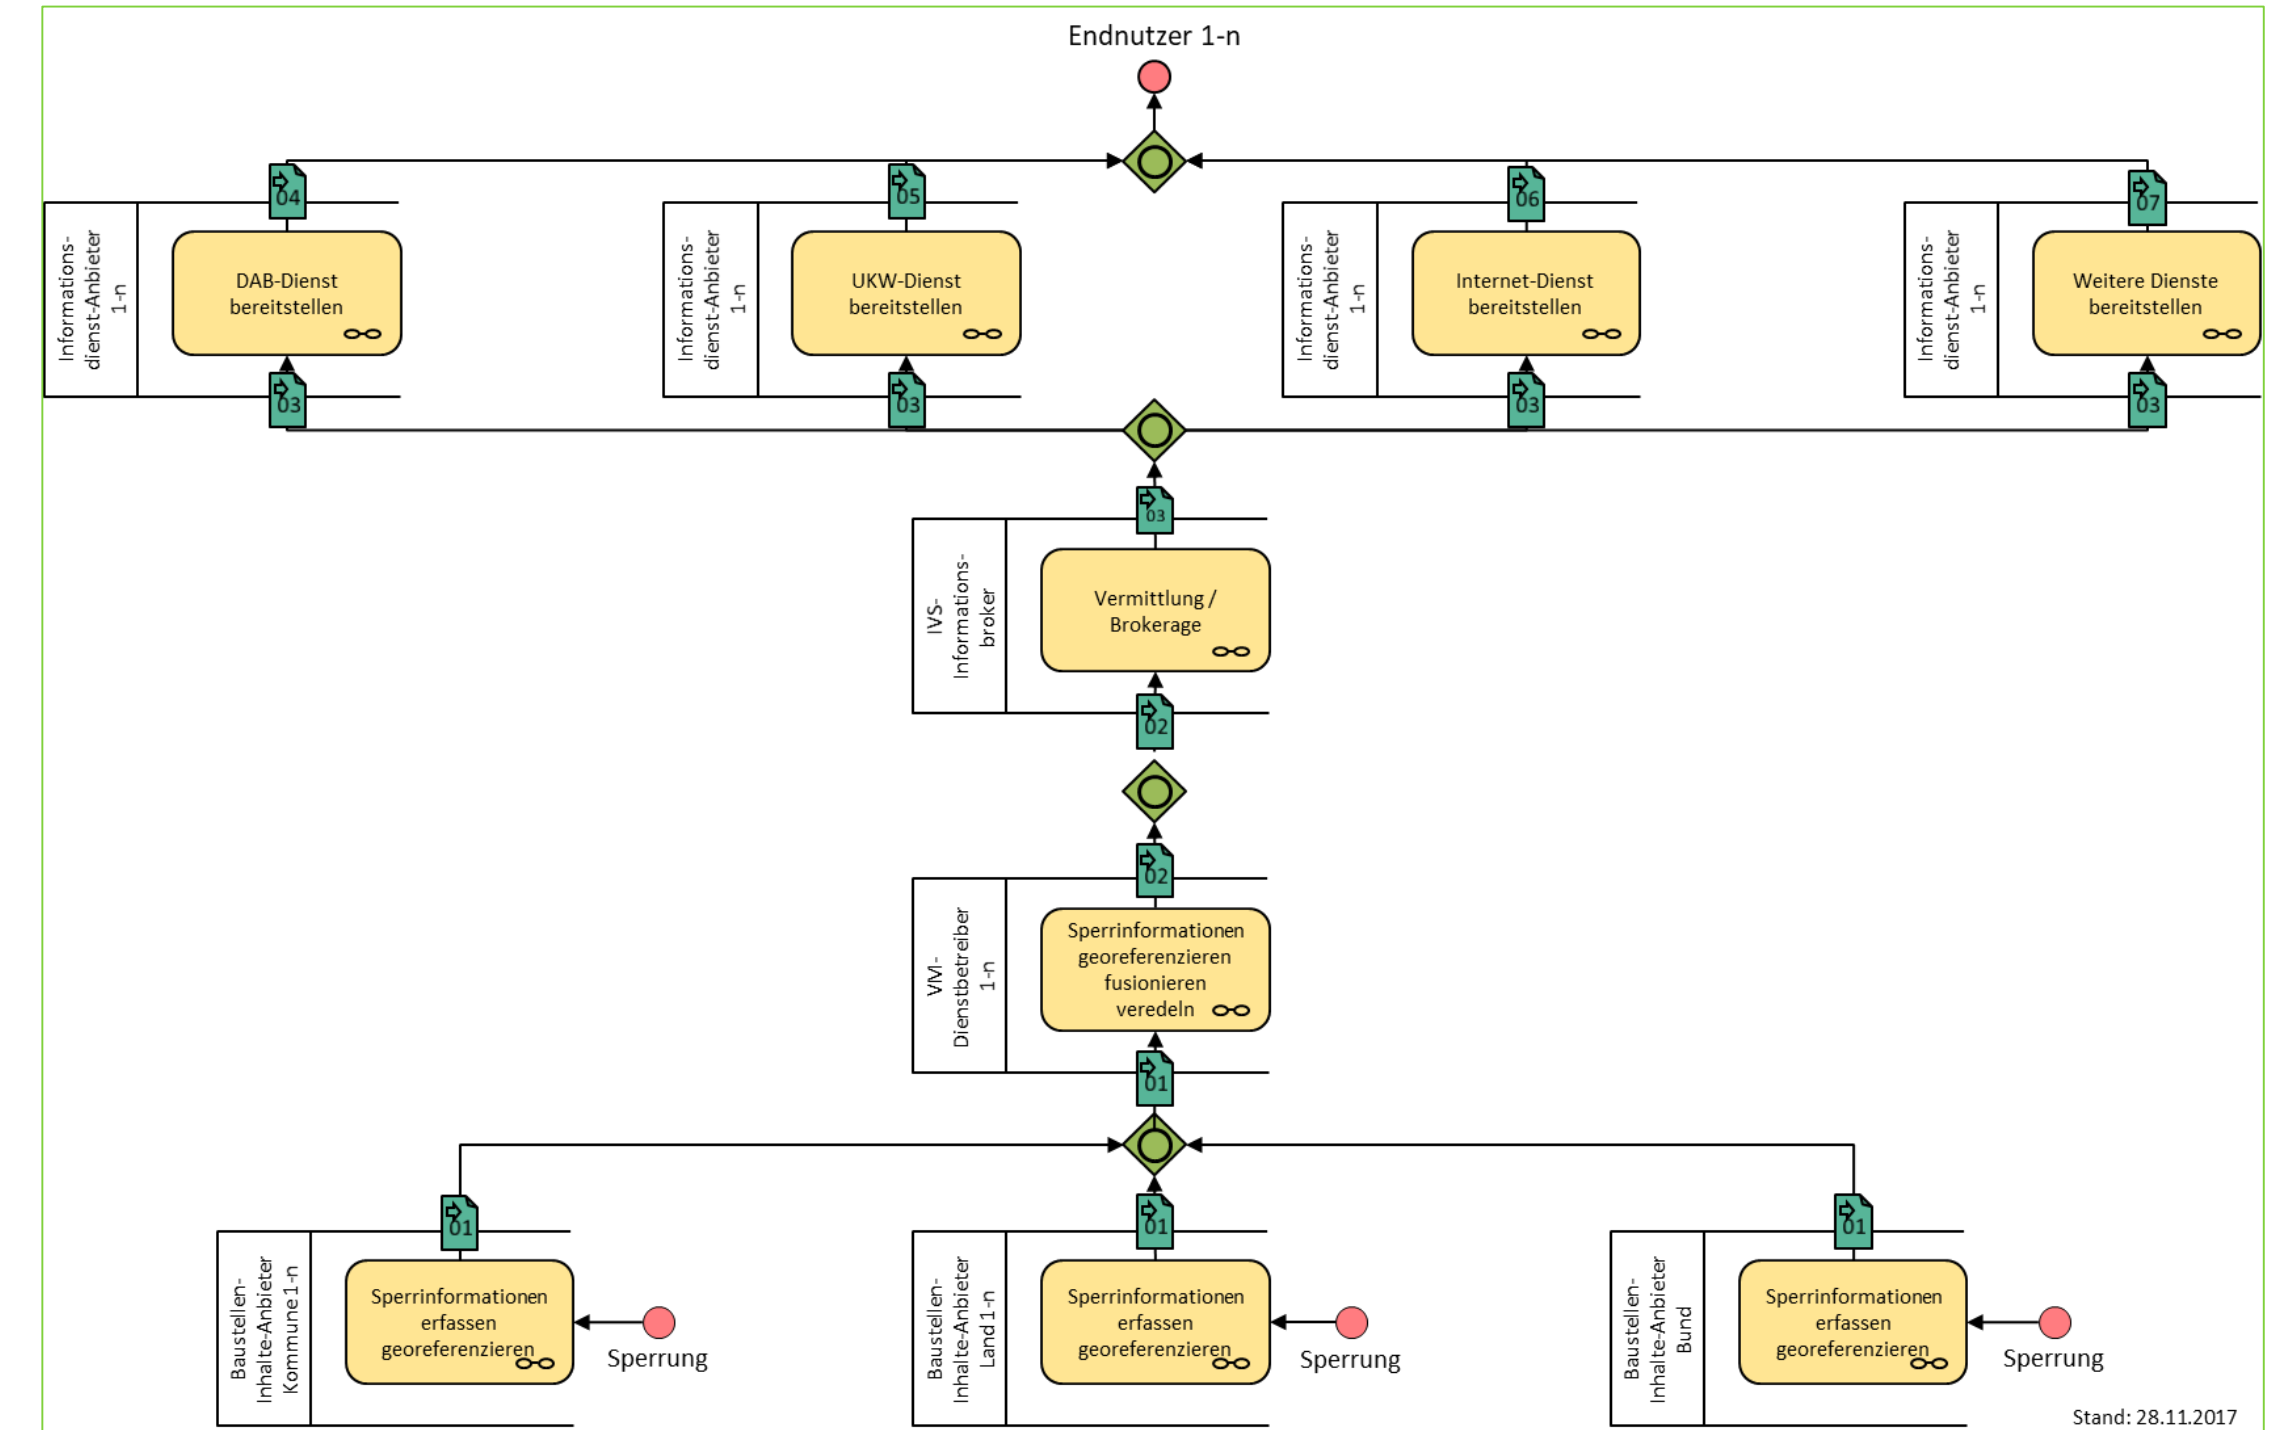 Endnutzer 1-n
04
05
06
07
Informations-
dienst-Anbieter
1-n
DAB-Dienst
bereitstellen
Informations-
dienst-Anbieter
1-n
UKW-Dienst
bereitstellen
Informations-
dienst-Anbieter
1-n
Internet-Dienst
bereitstellen
Informations-
dienst-Anbieter
1-n
Weitere Dienste
bereitstellen
03
03
03
03
03
IVS-
Informations-
broker
Vermittlung /
Brokerage
02
02
VM-
Dienstbetreiber
1-n
Sperrinformationen
georeferenzieren
fusionieren
veredeln
01
01
01
01
Baustellen-
Inhalte-Anbieter
Kommune 1-n
Sperrinformationen
erfassen
georeferenzieren
Sperrung
Baustellen-
Inhalte-Anbieter
Land 1-n
Sperrinformationen
erfassen
georeferenzieren
Sperrung
Baustellen-
Inhalte-Anbieter
Bund
Sperrinformationen
erfassen
georeferenzieren
Sperrung
Stand: 28.11.2017